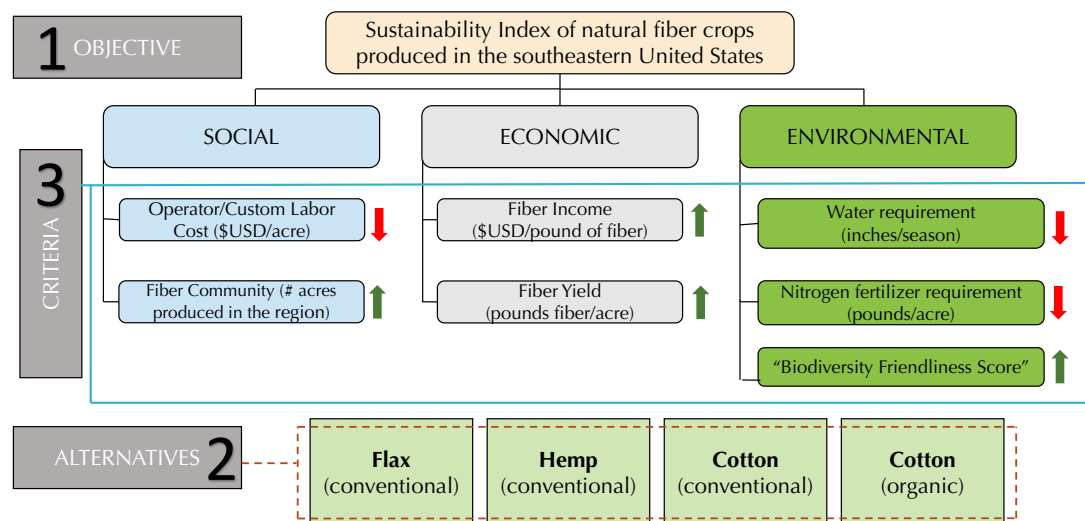 1 OBJECTIVE
Sustainability Index of natural fiber crops
produced in the southeastern United States
SOCIAL
ECONOMIC
ENVIRONMENTAL
3
CRITERIA
Operator/Custom Labor
Cost ($USD/acre)
Fiber Income
($USD/pound of fiber)
Water requirement
(inches/season)
Fiber Community (# acres
produced in the region)
Fiber Yield
(pounds fiber/acre)
Nitrogen fertilizer requirement
(pounds/acre)
“Biodiversity Friendliness Score”
ALTERNATIVES 2
Flax
(conventional)
Hemp
(conventional)
Cotton
(conventional)
Cotton
(organic)